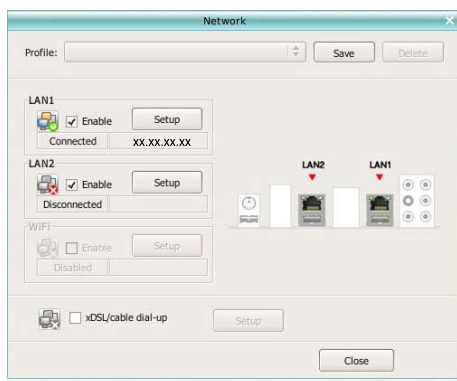 Network
Profile:
Save
Delete
LAN1
Enable
Setup
Connected
XX.XX.XX.XX
LAN2
Enable
Setup
Disconnected
WiFi
Enable
Setup
Disabled
LAN2
LAN1
xDSL/cable dial-up
Setup
Close